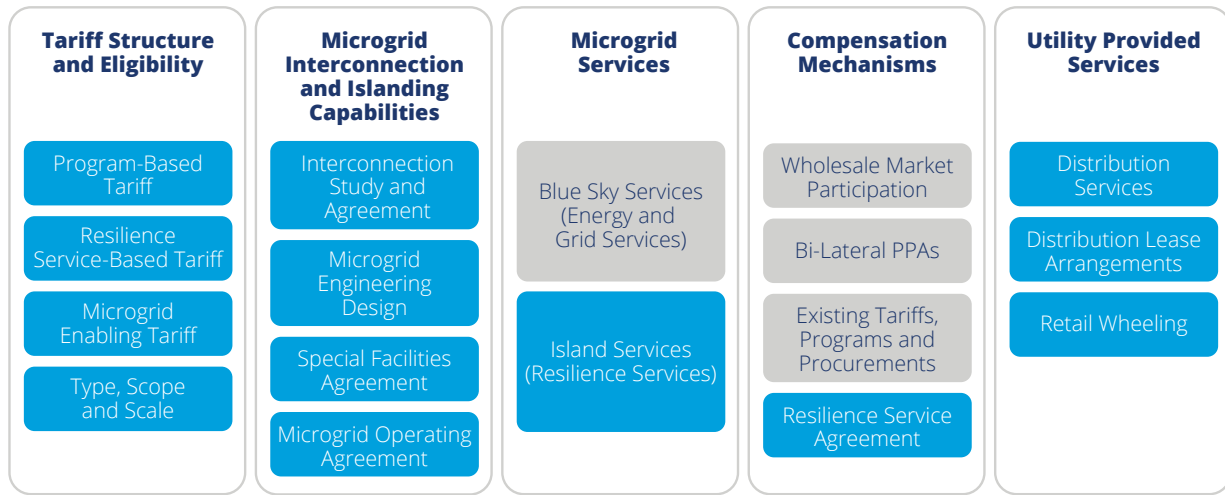 Tariff Structure
and Eligibility
Program-Based
Tariff
Resilience
Service-Based Tariff
Microgrid
Enabling Tariff
Type, Scope
and Scale
Microgrid
Interconnection
and Islanding
Capabilities
Interconnection
Study and
Agreement
Microgrid
Engineering
Design
Special Facilities
Agreement
Microgrid Operating
Agreement
Microgrid
Services
Blue Sky Services
(Energy and
Grid Services)
Island Services
(Resilience Services)
Compensation
Mechanisms
Wholesale Market
Participation
Bi-Lateral PPAs
Existing Tariffs,
Programs and
Procurements
Resilience Service
Agreement
Utility Provided
Services
Distribution
Services
Distribution Lease
Arrangements
Retail Wheeling